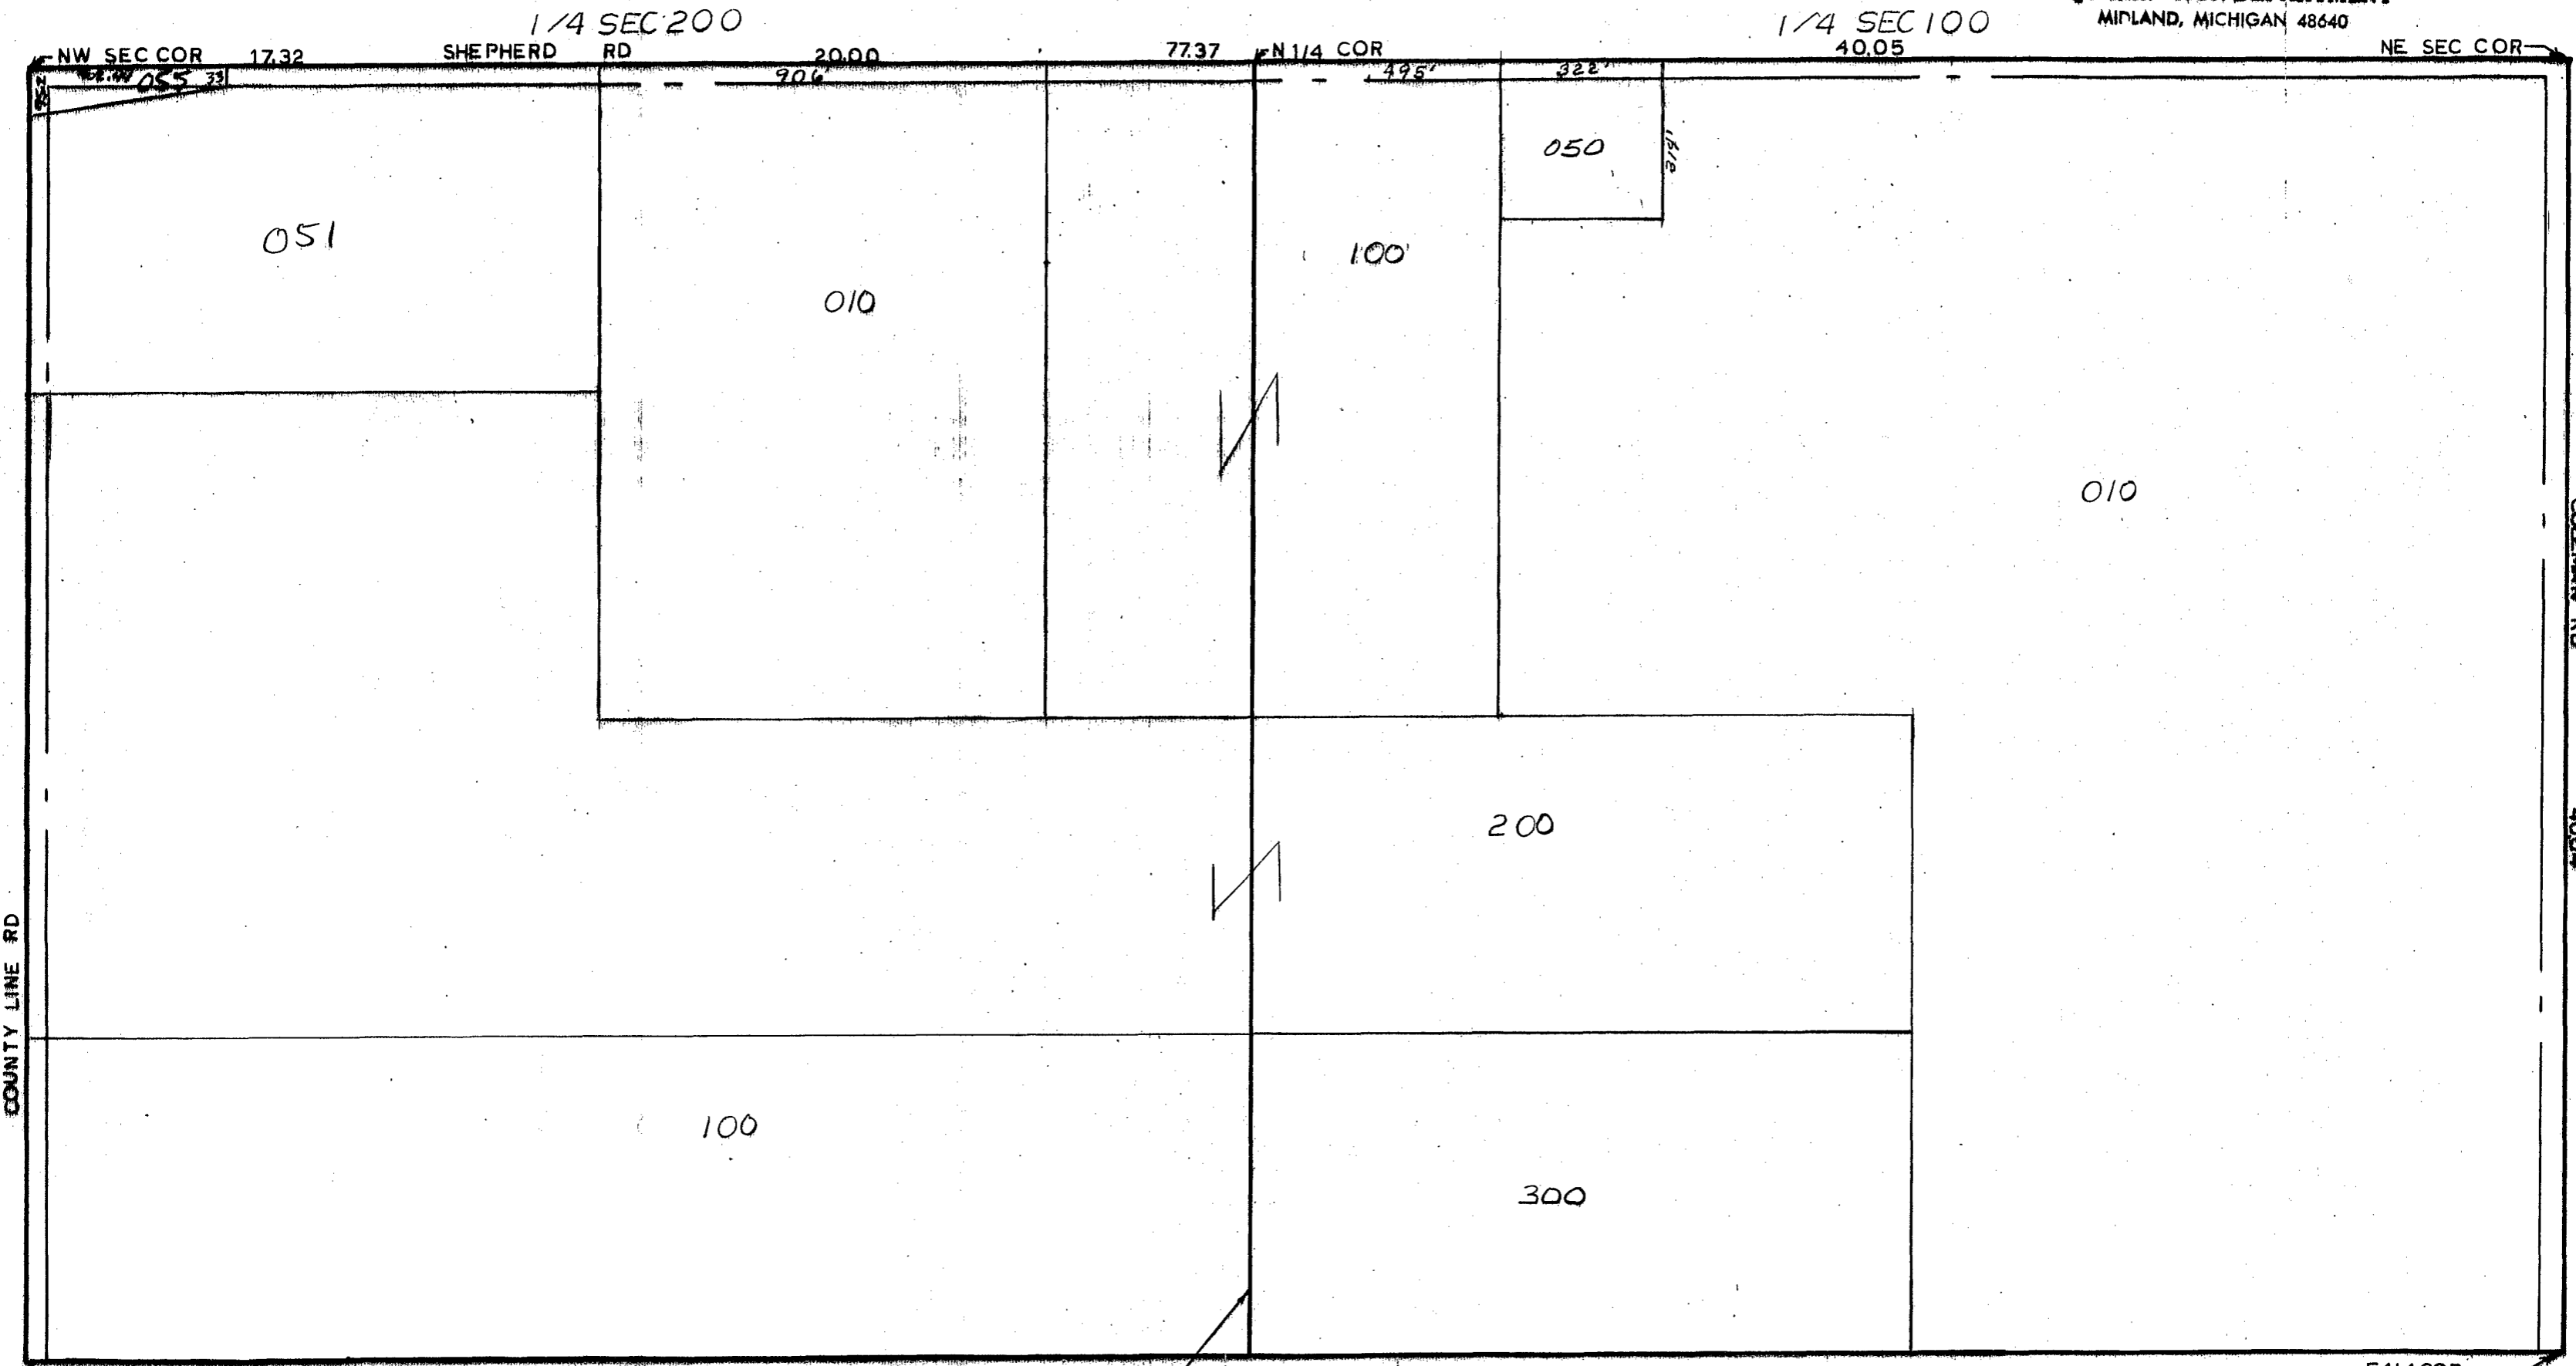 1/4 SEC 200
1/4 SEC 100
MIDLAND, MICHIGAN 48640
NW SEC COR 17.32 SHEPHERD RD 20.00 77.37 N 1/4 COR 40.05 NE SEC COR
055 33 906' 495' 322'
050
051
100
010
010
RD
200
COUNTY LINE RD
100
300